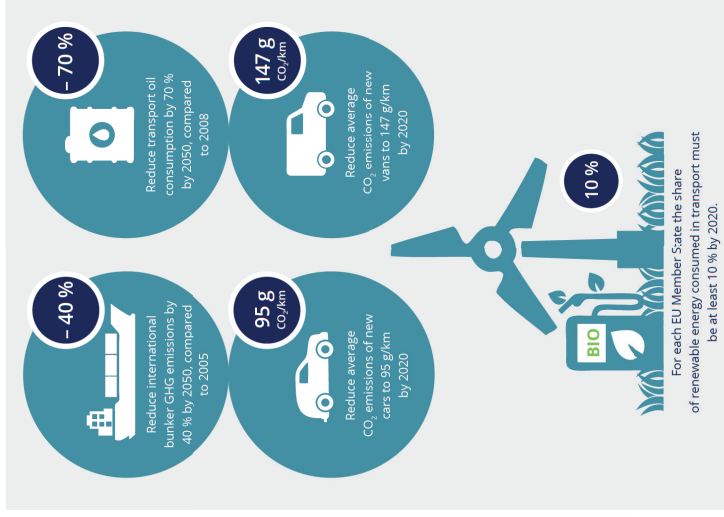 – 40 %
Reduce international
bunker GHG emissions by
40 % by 2050, compared
to 2005
– 70 %
Reduce transport oil
consumption by 70 %
by 2050, compared
to 2008
95 g
CO₂/km
Reduce average
CO₂ emissions of new
cars to 95 g/km
by 2020
147 g
CO₂/km
Reduce average
CO₂ emissions of new
vans to 147 g/km
by 2020
BIO
10 %
For each EU Member State the share
of renewable energy consumed in transport must
be at least 10 % by 2020.